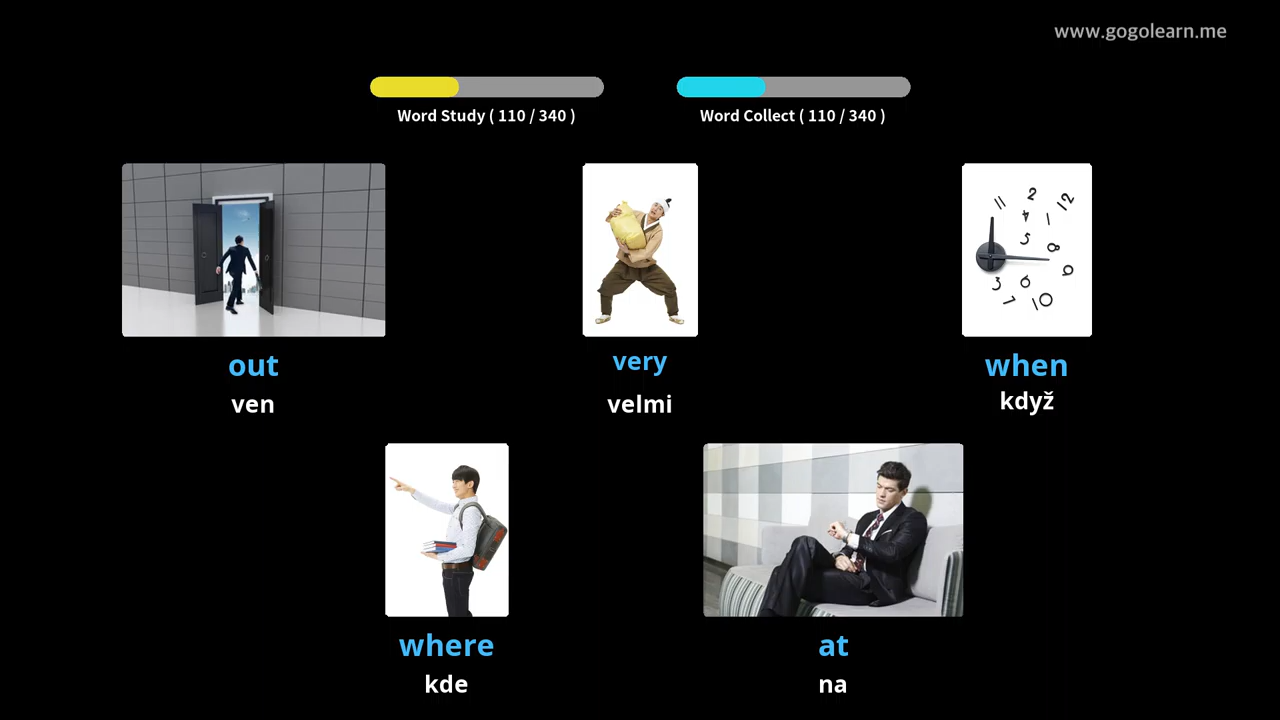 www.gogolearn.me
Word Study ( 110 / 340 )
Word Collect ( 110 / 340 )
out
ven
very
velmi
when
když
where
kde
at
na